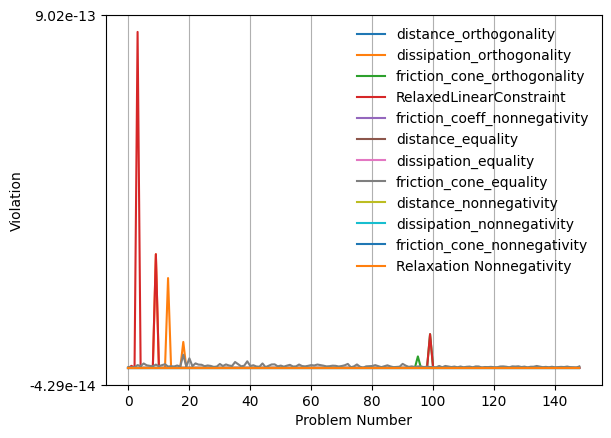 9.02e-13
distance_orthogonality
dissipation_orthogonality
friction_cone_orthogonality
RelaxedLinearConstraint
friction_coeff_nonnegativity
distance_equality
dissipation_equality
friction_cone_equality
distance_nonnegativity
dissipation_nonnegativity
friction_cone_nonnegativity
Relaxation Nonnegativity
Violation
-4.29e-14
0 20 40 60 80 100 120 140
Problem Number